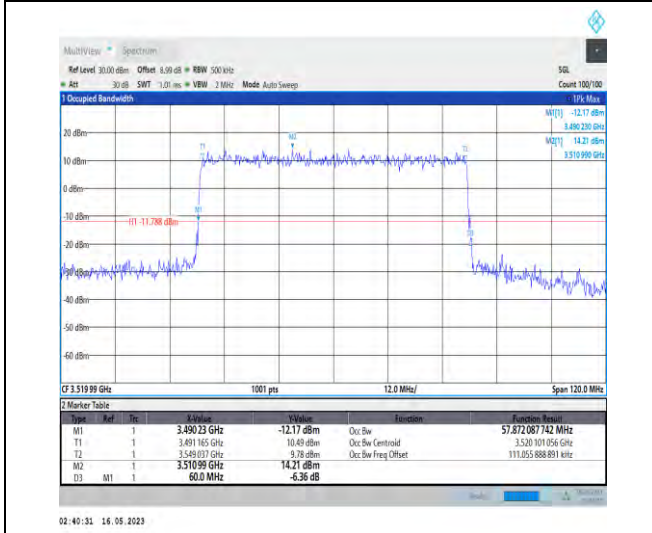 MultiView Spectrum
Ref Level 30.00 dBm Offset 8.99 dB RBW 500 kHz SGL
Att 30 dB SWT 1.01 ms VBW 2 MHz Mode Auto Sweep Count 100/100
1 Occupied Bandwidth 1Pk Max
M1[1] -12.17 dBm
3.490 230 GHz
M2[1] 14.21 dBm
3.510 990 GHz
20 dBm
M2
T1
T2
10 dBm
0 dBm
M1
-10 dBm
H1 -11.788 dBm
D3
-20 dBm
-30 dBm
-40 dBm
-50 dBm
-60 dBm
CF 3.519 99 GHz 1001 pts 12.0 MHz/ Span 120.0 MHz
2 Marker Table
Type Ref Trc X-Value Y-Value Function Function Result
M1 1 3.490 23 GHz -12.17 dBm Occ Bw 57.872 087 742 MHz
T1 1 3.491 165 GHz 10.49 dBm Occ Bw Centroid 3.520 101 056 GHz
T2 1 3.549 037 GHz 9.78 dBm Occ Bw Freq Offset 111.055 888 891 kHz
M2 1 3.510 99 GHz 14.21 dBm
D3 M1 1 60.0 MHz -6.36 dB
Ready
02:40:31 16.05.2023